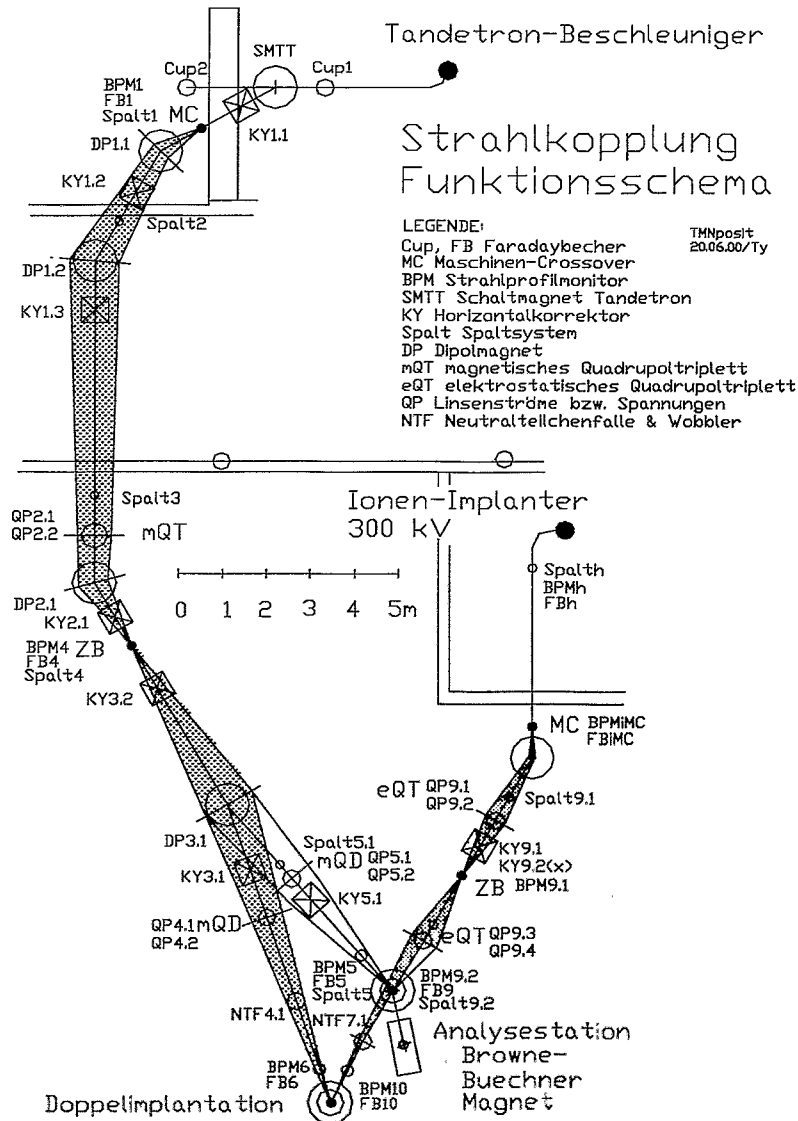 Tandetron-Beschleuniger
SMTT
Cup2
Cup1
BPM1
FB1
Spalt1
MC
KY1.1
DP1.1
Strahlkopplung
Funktionsschema
KY1.2
Spalt2
LEGENDE:
Cup, FB Faradaybecher
MC Maschinen-Crossover
BPM Strahlprofilmonitor
SMTT Schaltmagnet Tandetron
KY Horizontalkorrektor
Spalt Spaltsystem
DP Dipolmagnet
mQT magnetisches Quadrupoltriplett
eQT elektrostatisches Quadrupoltriplett
QP Linsenströme bzw. Spannungen
NTF Neutralteilchenfalle & Wobbler
TMNposit
20.06.00/Ty
DP1.2
KY1.3
Spalt3
QP2.1
QP2.2
mQT
Ionen-Implanter
300 kV
Spalth
BPMh
FBh
DP2.1
0 1 2 3 4 5m
KY2.1
BPM4
FB4
Spalt4
ZB
KY3.2
MC
BPMiMC
FBiMC
eQT
QP9.1
QP9.2
Spalt9.1
DP3.1
Spalt5.1
mQD
QP5.1
QP5.2
KY9.1
KY9.2(x)
KY3.1
KY5.1
ZB
BPM9.1
QP4.1
QP4.2
mQD
eQT
QP9.3
QP9.4
BPM5
FB5
Spalt5
BPM9.2
FB9
Spalt9.2
NTF4.1
NTF7.1
Analysestation
Browne-
Buechner
Magnet
BPM6
FB6
BPM10
FB10
Doppelimplantation